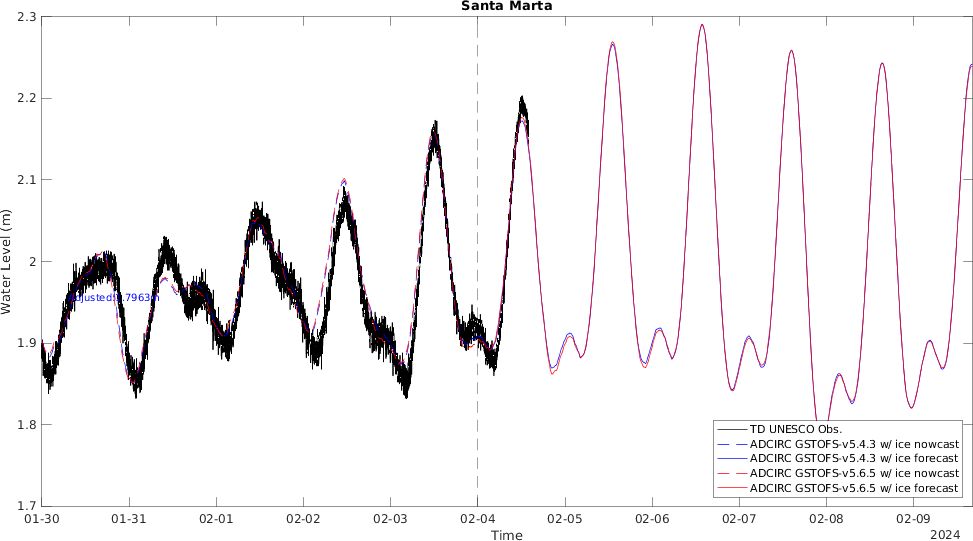 Santa Marta
2.3
2.2
2.1
2
1.9
1.8
1.7
Water Level (m)
TD UNESCO Obs.
ADCIRC GSTOFS-v5.4.3 w/ ice nowcast
ADCIRC GSTOFS-v5.4.3 w/ ice forecast
ADCIRC GSTOFS-v5.6.5 w/ ice nowcast
ADCIRC GSTOFS-v5.6.5 w/ ice forecast
01-30 01-31 02-01 02-02 02-03 02-04 02-05 02-06 02-07 02-08 02-09
Time
2024